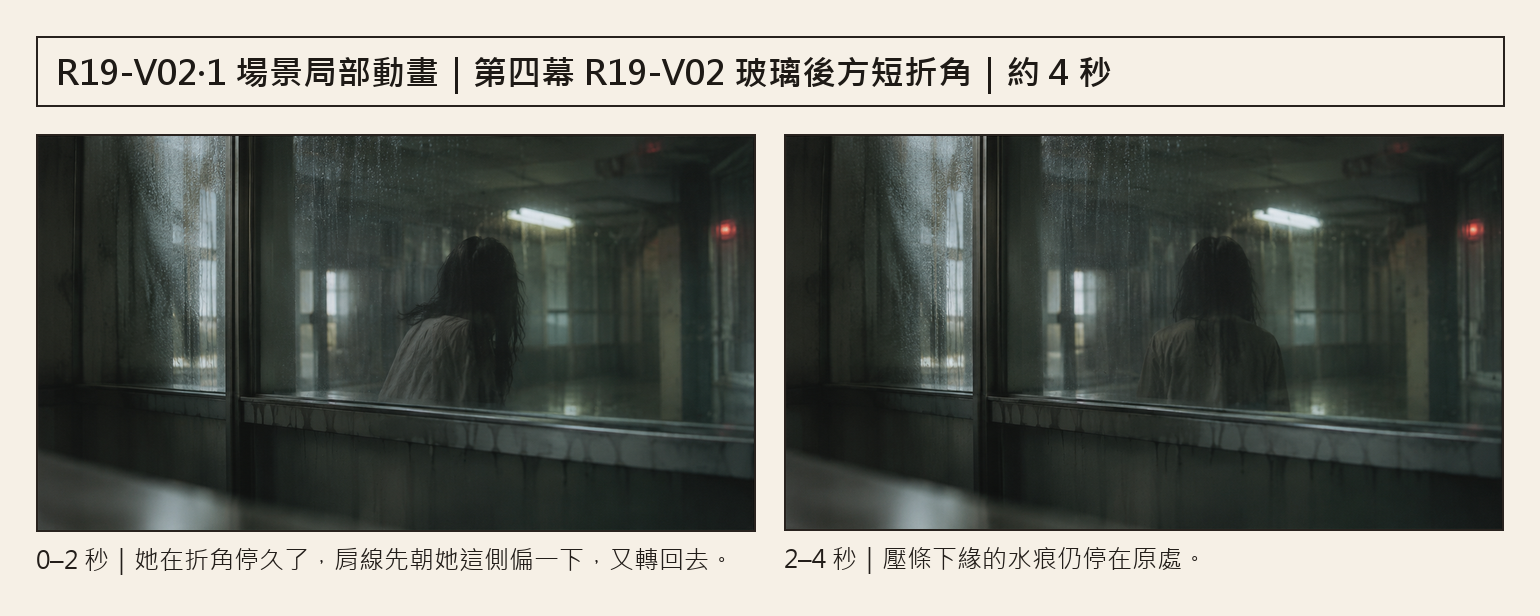 R19-V02·1 場景局部動畫｜第四幕 R19-V02 玻璃後方短折角｜約 4 秒
0–2 秒｜她在折角停久了，肩線先朝她這側偏一下，又轉回去。
2–4 秒｜壓條下緣的水痕仍停在原處。